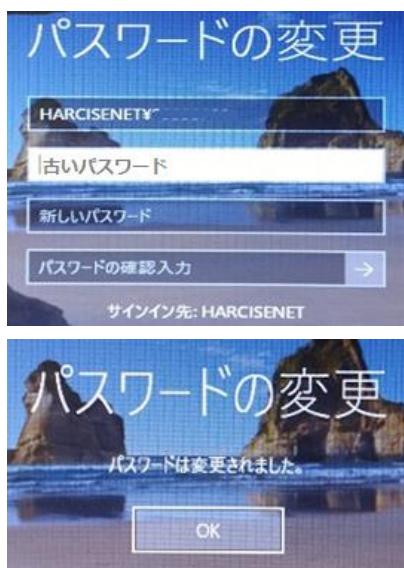 パスワードの変更
HARCISENET¥
古いパスワード
新しいパスワード
パスワードの確認入力
サインイン先: HARCISENET
パスワードの変更
パスワードは変更されました。
OK